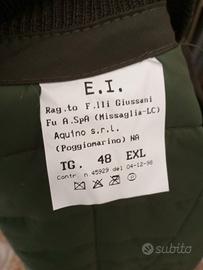 E.I.
Rag.to F.lli Giussani
Fu A.SpA (Missaglia-LC)
Aquino s.r.l.
(Poggiomarino) NA
TG. 48 EXL
Contr. n 45929 del 04-12-98
subito